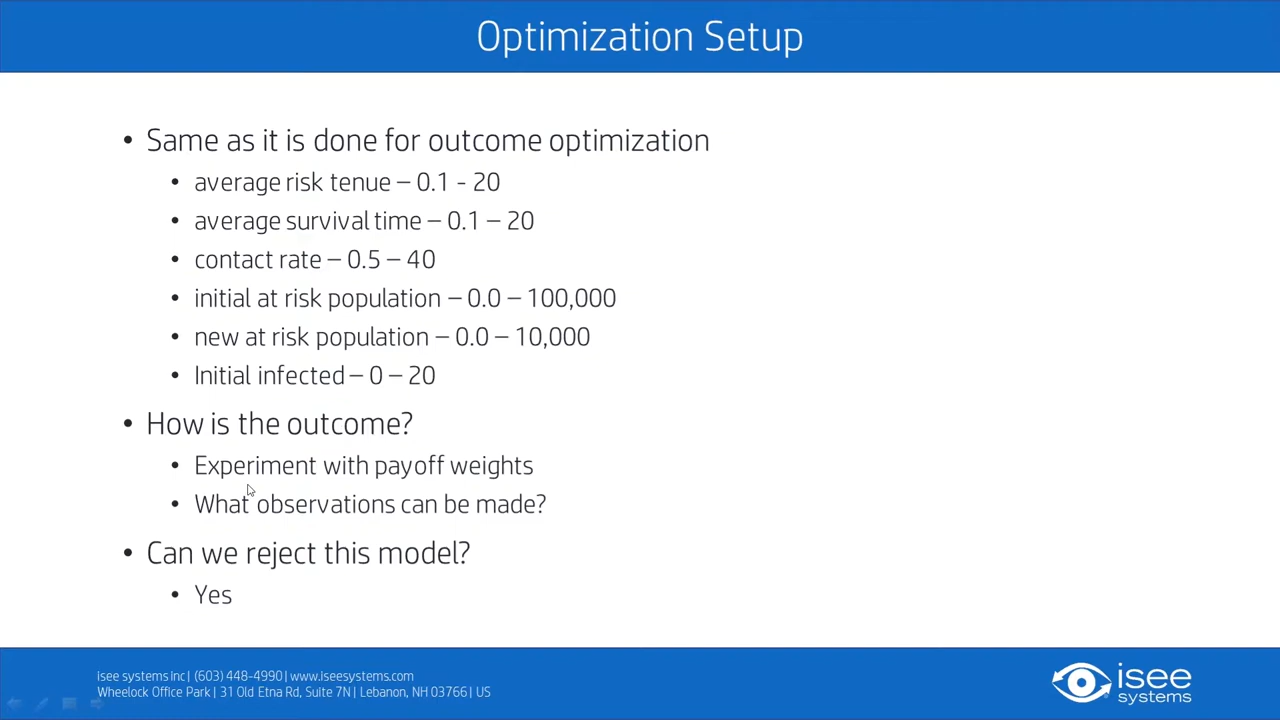 Optimization Setup
• Same as it is done for outcome optimization
• average risk tenue – 0.1 - 20
• average survival time – 0.1 – 20
• contact rate – 0.5 – 40
• initial at risk population – 0.0 – 100,000
• new at risk population – 0.0 – 10,000
• Initial infected – 0 – 20
• How is the outcome?
• Experiment with payoff weights
• What observations can be made?
• Can we reject this model?
• Yes
isee systems Inc | (603) 448-4990 | www.iseesystems.com
Wheelock Office Park | 31 Old Etna Rd, Suite 7N | Lebanon, NH 03766 | US
isee
systems